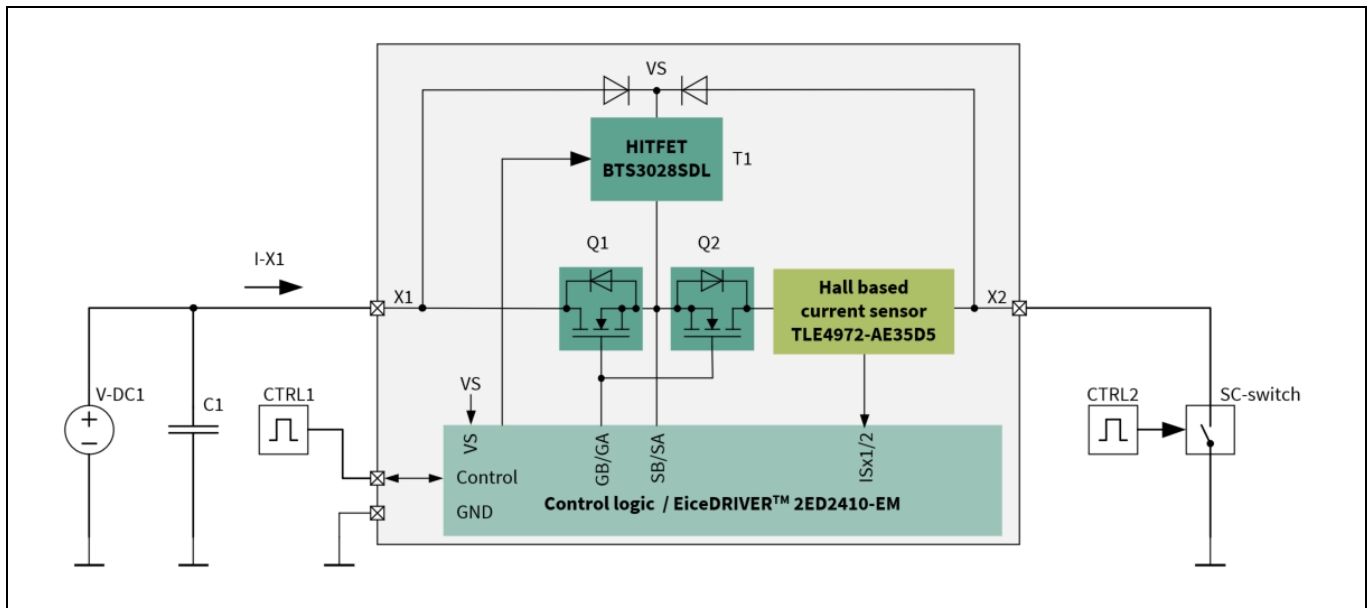 VS
HITFET
BTS3028SDL
T1
Q1
Q2
I-X1
X1
Hall based
current sensor
TLE4972-AE35D5
X2
V-DC1
C1
CTRL1
VS
CTRL2
SC-switch
VS
GB/GA
SB/SA
ISx1/2
Control
Control logic / EiceDRIVER™ 2ED2410-EM
GND